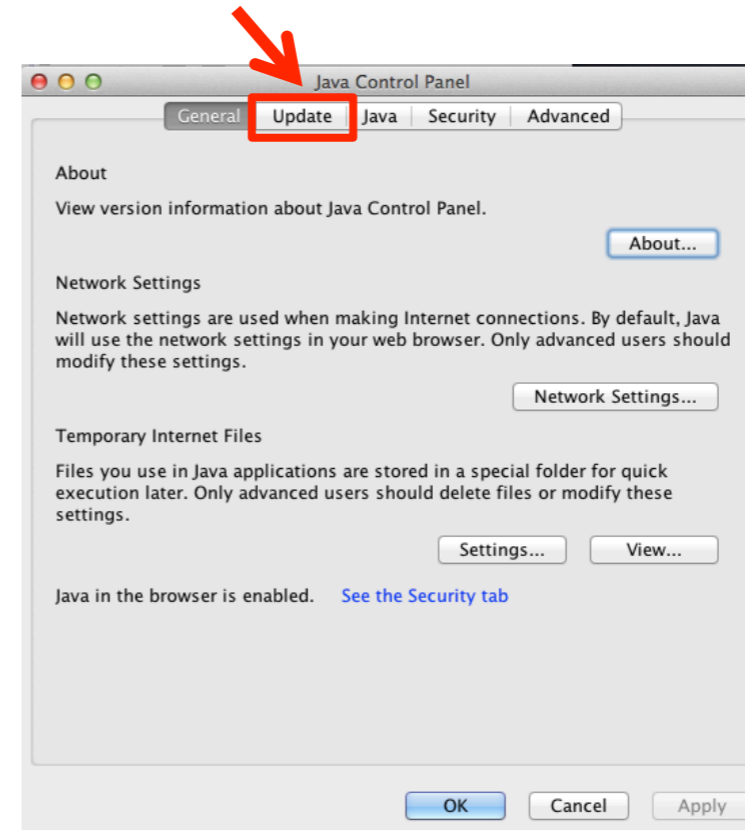 Java Control Panel
General Update Java Security Advanced
About
View version information about Java Control Panel.
About...
Network Settings
Network settings are used when making Internet connections. By default, Java
will use the network settings in your web browser. Only advanced users should
modify these settings.
Network Settings...
Temporary Internet Files
Files you use in Java applications are stored in a special folder for quick
execution later. Only advanced users should delete files or modify these
settings.
Settings... View...
Java in the browser is enabled. See the Security tab
OK Cancel Apply